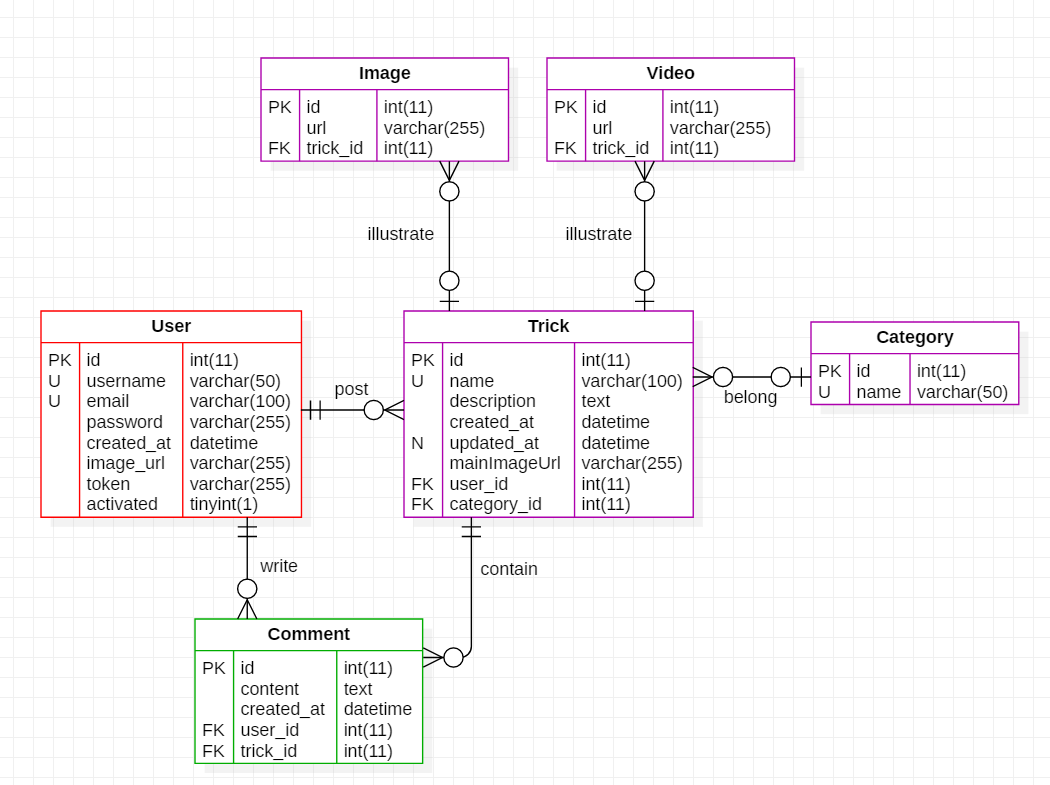 Image
PK id int(11)
url varchar(255)
FK trick_id int(11)
Video
PK id int(11)
url varchar(255)
FK trick_id int(11)
illustrate
illustrate
User
PK id int(11)
U username varchar(50)
U email varchar(100)
password varchar(255)
created_at datetime
image_url varchar(255)
token varchar(255)
activated tinyint(1)
post
Trick
PK id int(11)
U name varchar(100)
description text
created_at datetime
N updated_at datetime
mainImageUrl varchar(255)
FK user_id int(11)
FK category_id int(11)
belong
Category
PK id int(11)
U name varchar(50)
write
contain
Comment
PK id int(11)
content text
created_at datetime
FK user_id int(11)
FK trick_id int(11)